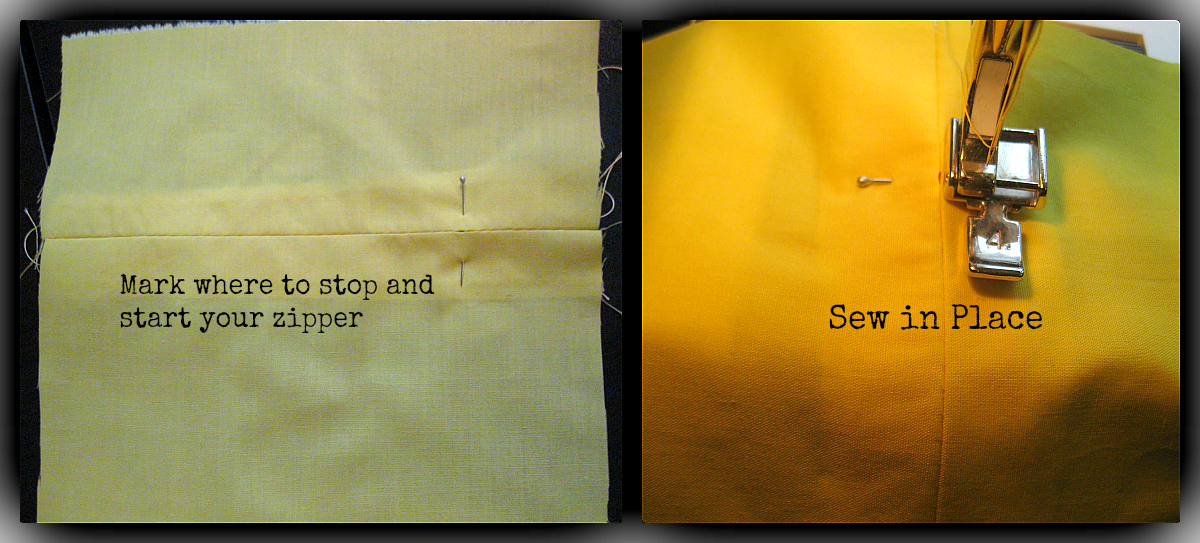 Mark where to stop and
start your zipper
Sew in Place
A